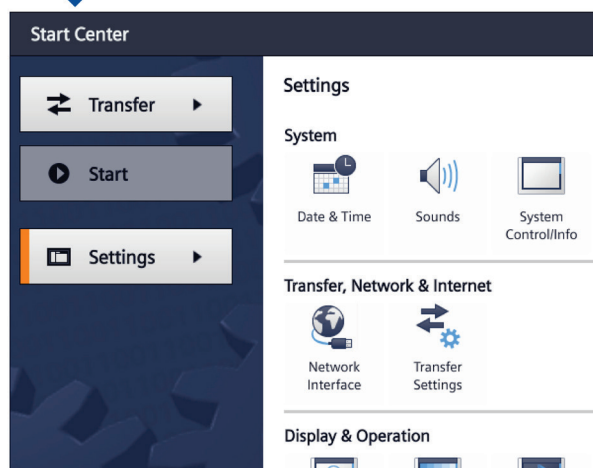 Start Center
Transfer
Start
Settings
Settings
System
Date & Time
Sounds
System
Control/Info
Transfer, Network & Internet
Network
Interface
Transfer
Settings
Display & Operation